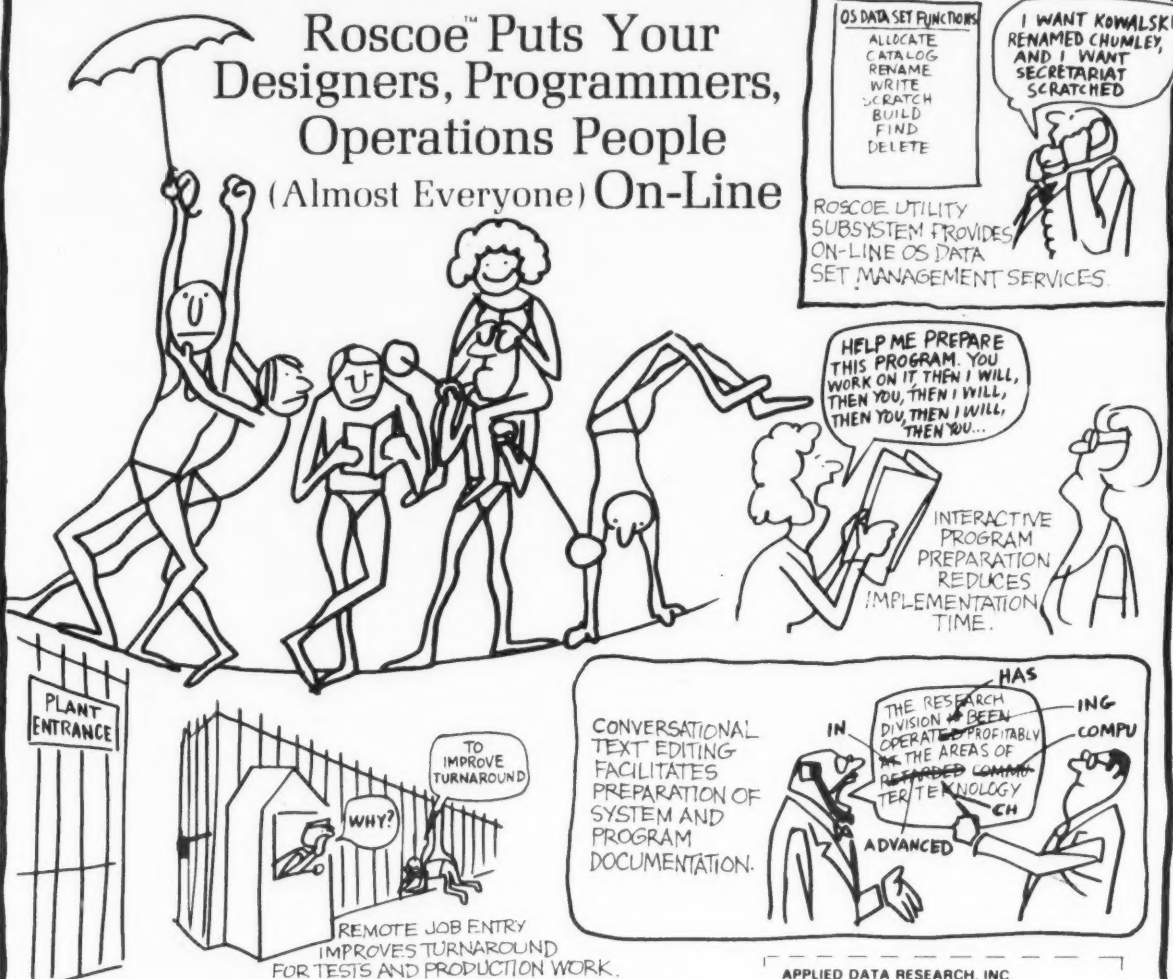 Roscoe™ Puts Your
Designers, Programmers,
Operations People
(Almost Everyone) On-Line
OS DATA SET FUNCTIONS
ALLOCATE
CATALOG
RENAME
WRITE
SCRATCH
BUILD
FIND
DELETE
I WANT KOWALSK
RENAMED CHUMLEY,
AND I WANT
SECRETARIAT
SCRATCHED
ROSCOE UTILITY
SUBSYSTEM PROVIDES
ON-LINE OS DATA
SET MANAGEMENT SERVICES.
HELP ME PREPARE
THIS PROGRAM. YOU
WORK ON IT, THEN I WILL,
THEN YOU, THEN I WILL,
THEN YOU, THEN I WILL,
THEN YOU...
INTERACTIVE
PROGRAM
PREPARATION
REDUCES
IMPLEMENTATION
TIME.
PLANT
ENTRANCE
WHY?
TO
IMPROVE
TURNAROUND
REMOTE JOB ENTRY
IMPROVES TURNAROUND
FOR TESTS AND PRODUCTION WORK.
CONVERSATIONAL
TEXT EDITING
FACILITATES
PREPARATION OF
SYSTEM AND
PROGRAM
DOCUMENTATION.
HAS
THE RESEARCH
DIVISION IS BEEN
ING
IN
OPERATED PROFITABLY
COMPU
AT THE AREAS OF
RETARDED COMMU-
TER TEKNOLOGY
CH
ADVANCED
APPLIED DATA RESEARCH, INC